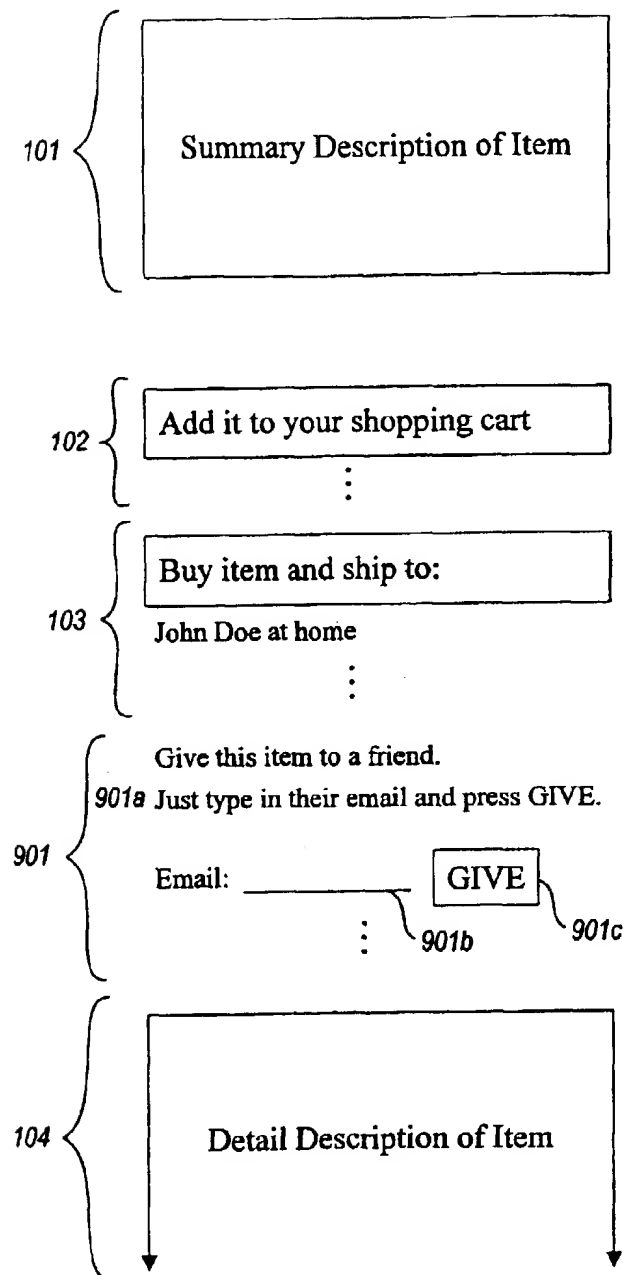 101 Summary Description of Item
102 Add it to your shopping cart
Buy item and ship to:
103
John Doe at home
Give this item to a friend.
901a Just type in their email and press GIVE.
901
Email: GIVE
901b 901c
104 Detail Description of Item